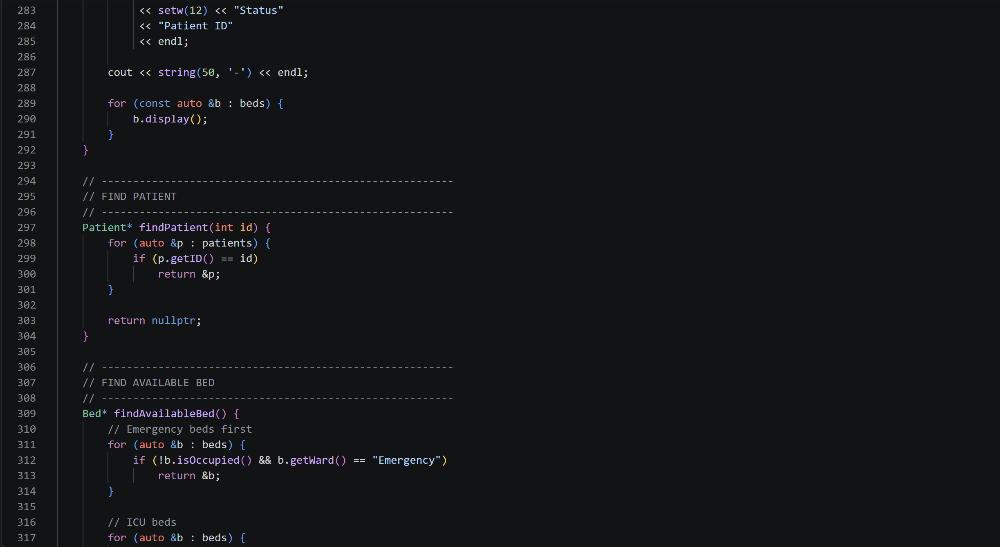 283 << setw(12) << "Status"
284 << "Patient ID"
285 << endl;
286
287 cout << string(50, '-') << endl;
288
289 for (const auto &b : beds) {
290 b.display();
291 }
292 }
293
294 // --------------------------------------------------------
295 // FIND PATIENT
296 // --------------------------------------------------------
297 Patient* findPatient(int id) {
298 for (auto &p : patients) {
299 if (p.getID() == id)
300 return &p;
301 }
302
303 return nullptr;
304 }
305
306 // --------------------------------------------------------
307 // FIND AVAILABLE BED
308 // --------------------------------------------------------
309 Bed* findAvailableBed() {
310 // Emergency beds first
311 for (auto &b : beds) {
312 if (!b.isOccupied() && b.getWard() == "Emergency")
313 return &b;
314 }
315
316 // ICU beds
317 for (auto &b : beds) {